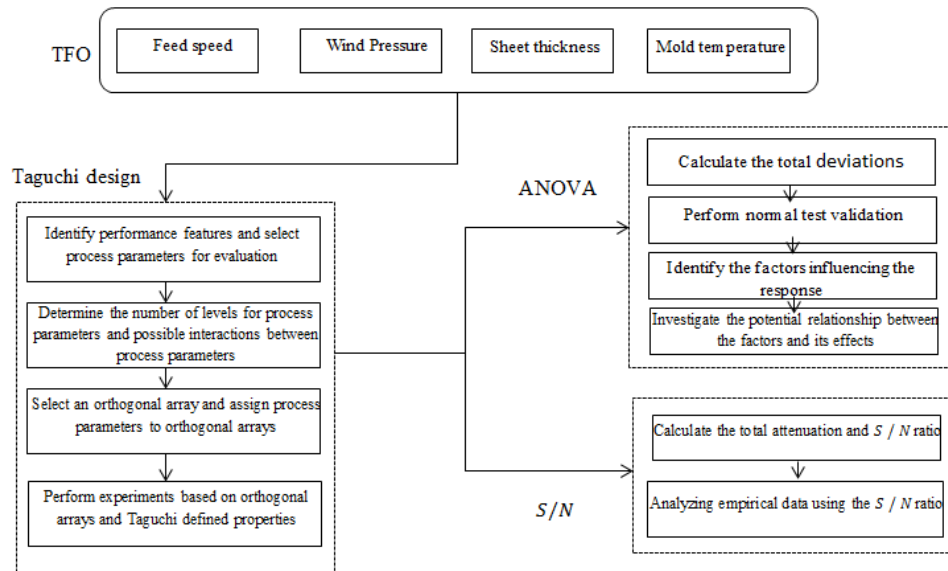 TFO
Feed speed
Wind Pressure
Sheet thickness
Mold temperature
Taguchi design
Identify performance features and select
process parameters for evaluation
Determine the number of levels for process
parameters and possible interactions between
process parameters
Select an orthogonal array and assign process
parameters to orthogonal arrays
Perform experiments based on orthogonal
arrays and Taguchi defined properties
ANOVA
Calculate the total deviations
Perform normal test validation
Identify the factors influencing the
response
Investigate the potential relationship between
the factors and its effects
S/N
Calculate the total attenuation and S / N ratio
Analyzing empirical data using the S / N ratio